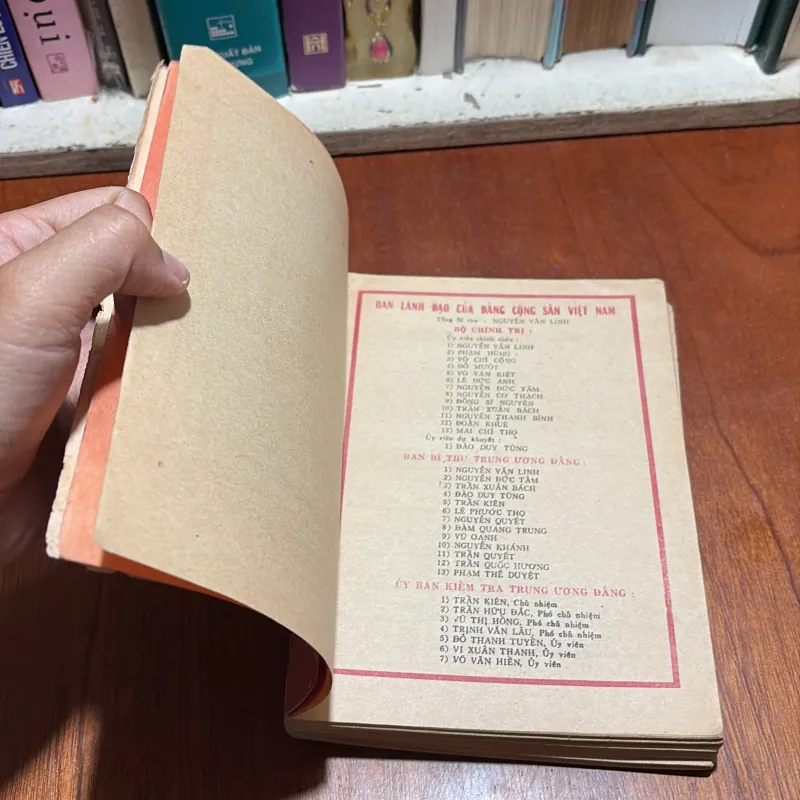 CHIẾN
ỤI
XUẤT BẢN
BAN LÃNH ĐẠO CỦA ĐẢNG CỘNG SẢN VIỆT NAM
Tổng Bí thư : NGUYỄN VĂN LINH
BỘ CHÍNH TRỊ :
Ủy viên chính thức :
1) NGUYỄN VĂN LINH
2) PHẠM HÙNG
3) VÕ CHÍ CÔNG
4) ĐỖ MƯỜI
5) VÕ VĂN KIỆT
6) LÊ ĐỨC ANH
7) NGUYỄN ĐỨC TÂM
8) NGUYỄN CƠ THẠCH
9) ĐỒNG SĨ NGUYÊN
10) TRẦN XUÂN BÁCH
11) NGUYỄN THANH BÌNH
12) ĐOÀN KHUÊ
13) MAI CHÍ THỌ
Ủy viên dự khuyết :
1) ĐÀO DUY TÙNG
BAN BÍ THƯ TRUNG ƯƠNG ĐẢNG :
1) NGUYỄN VĂN LINH
2) NGUYỄN ĐỨC TÂM
3) TRẦN XUÂN BÁCH
4) ĐÀO DUY TÙNG
5) TRẦN KIÊN
6) LÊ PHƯỚC THỌ
7) NGUYỄN QUYẾT
8) ĐÀM QUANG TRUNG
9) VŨ OANH
10) NGUYỄN KHÁNH
11) TRẦN QUYẾT
12) TRẦN QUỐC HƯƠNG
13) PHẠM THẾ DUYỆT
ỦY BAN KIỂM TRA TRUNG ƯƠNG ĐẢNG :
1) TRẦN KIÊN, Chủ nhiệm
2) TRẦN HỮU ĐẮC, Phó chủ nhiệm
3) VŨ THỊ HỒNG, Phó chủ nhiệm
4) TRỊNH VĂN LÂU, Phó chủ nhiệm
5) ĐỖ THANH TUYỀN, Ủy viên
6) VI XUÂN THANH, Ủy viên
7) VÕ VĂN HIỀN, Ủy viên